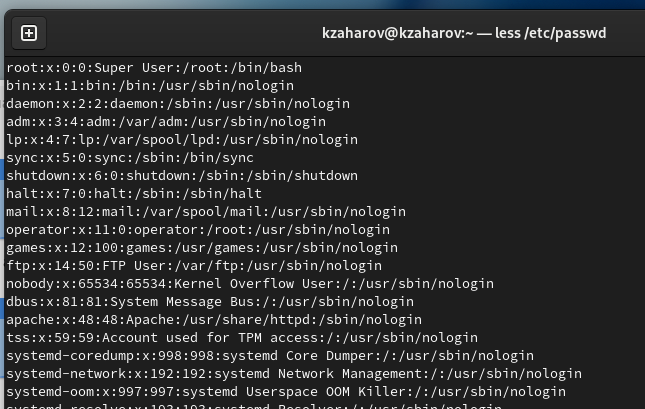 kzaharov@kzaharov:~ — less /etc/passwd
root:x:0:0:Super User:/root:/bin/bash
bin:x:1:1:bin:/bin:/usr/sbin/nologin
daemon:x:2:2:daemon:/sbin:/usr/sbin/nologin
adm:x:3:4:adm:/var/adm:/usr/sbin/nologin
lp:x:4:7:lp:/var/spool/lpd:/usr/sbin/nologin
sync:x:5:0:sync:/sbin:/bin/sync
shutdown:x:6:0:shutdown:/sbin:/sbin/shutdown
halt:x:7:0:halt:/sbin:/sbin/halt
mail:x:8:12:mail:/var/spool/mail:/usr/sbin/nologin
operator:x:11:0:operator:/root:/usr/sbin/nologin
games:x:12:100:games:/usr/games:/usr/sbin/nologin
ftp:x:14:50:FTP User:/var/ftp:/usr/sbin/nologin
nobody:x:65534:65534:Kernel Overflow User:/:/usr/sbin/nologin
dbus:x:81:81:System Message Bus:/:/usr/sbin/nologin
apache:x:48:48:Apache:/usr/share/httpd:/sbin/nologin
tss:x:59:59:Account used for TPM access:/:/usr/sbin/nologin
systemd-coredump:x:998:998:systemd Core Dumper:/:/usr/sbin/nologin
systemd-network:x:192:192:systemd Network Management:/:/usr/sbin/nologin
systemd-oom:x:997:997:systemd Userspace OOM Killer:/:/usr/sbin/nologin
systemd-resolve:x:193:193:systemd Resolver:/:/usr/sbin/nologin